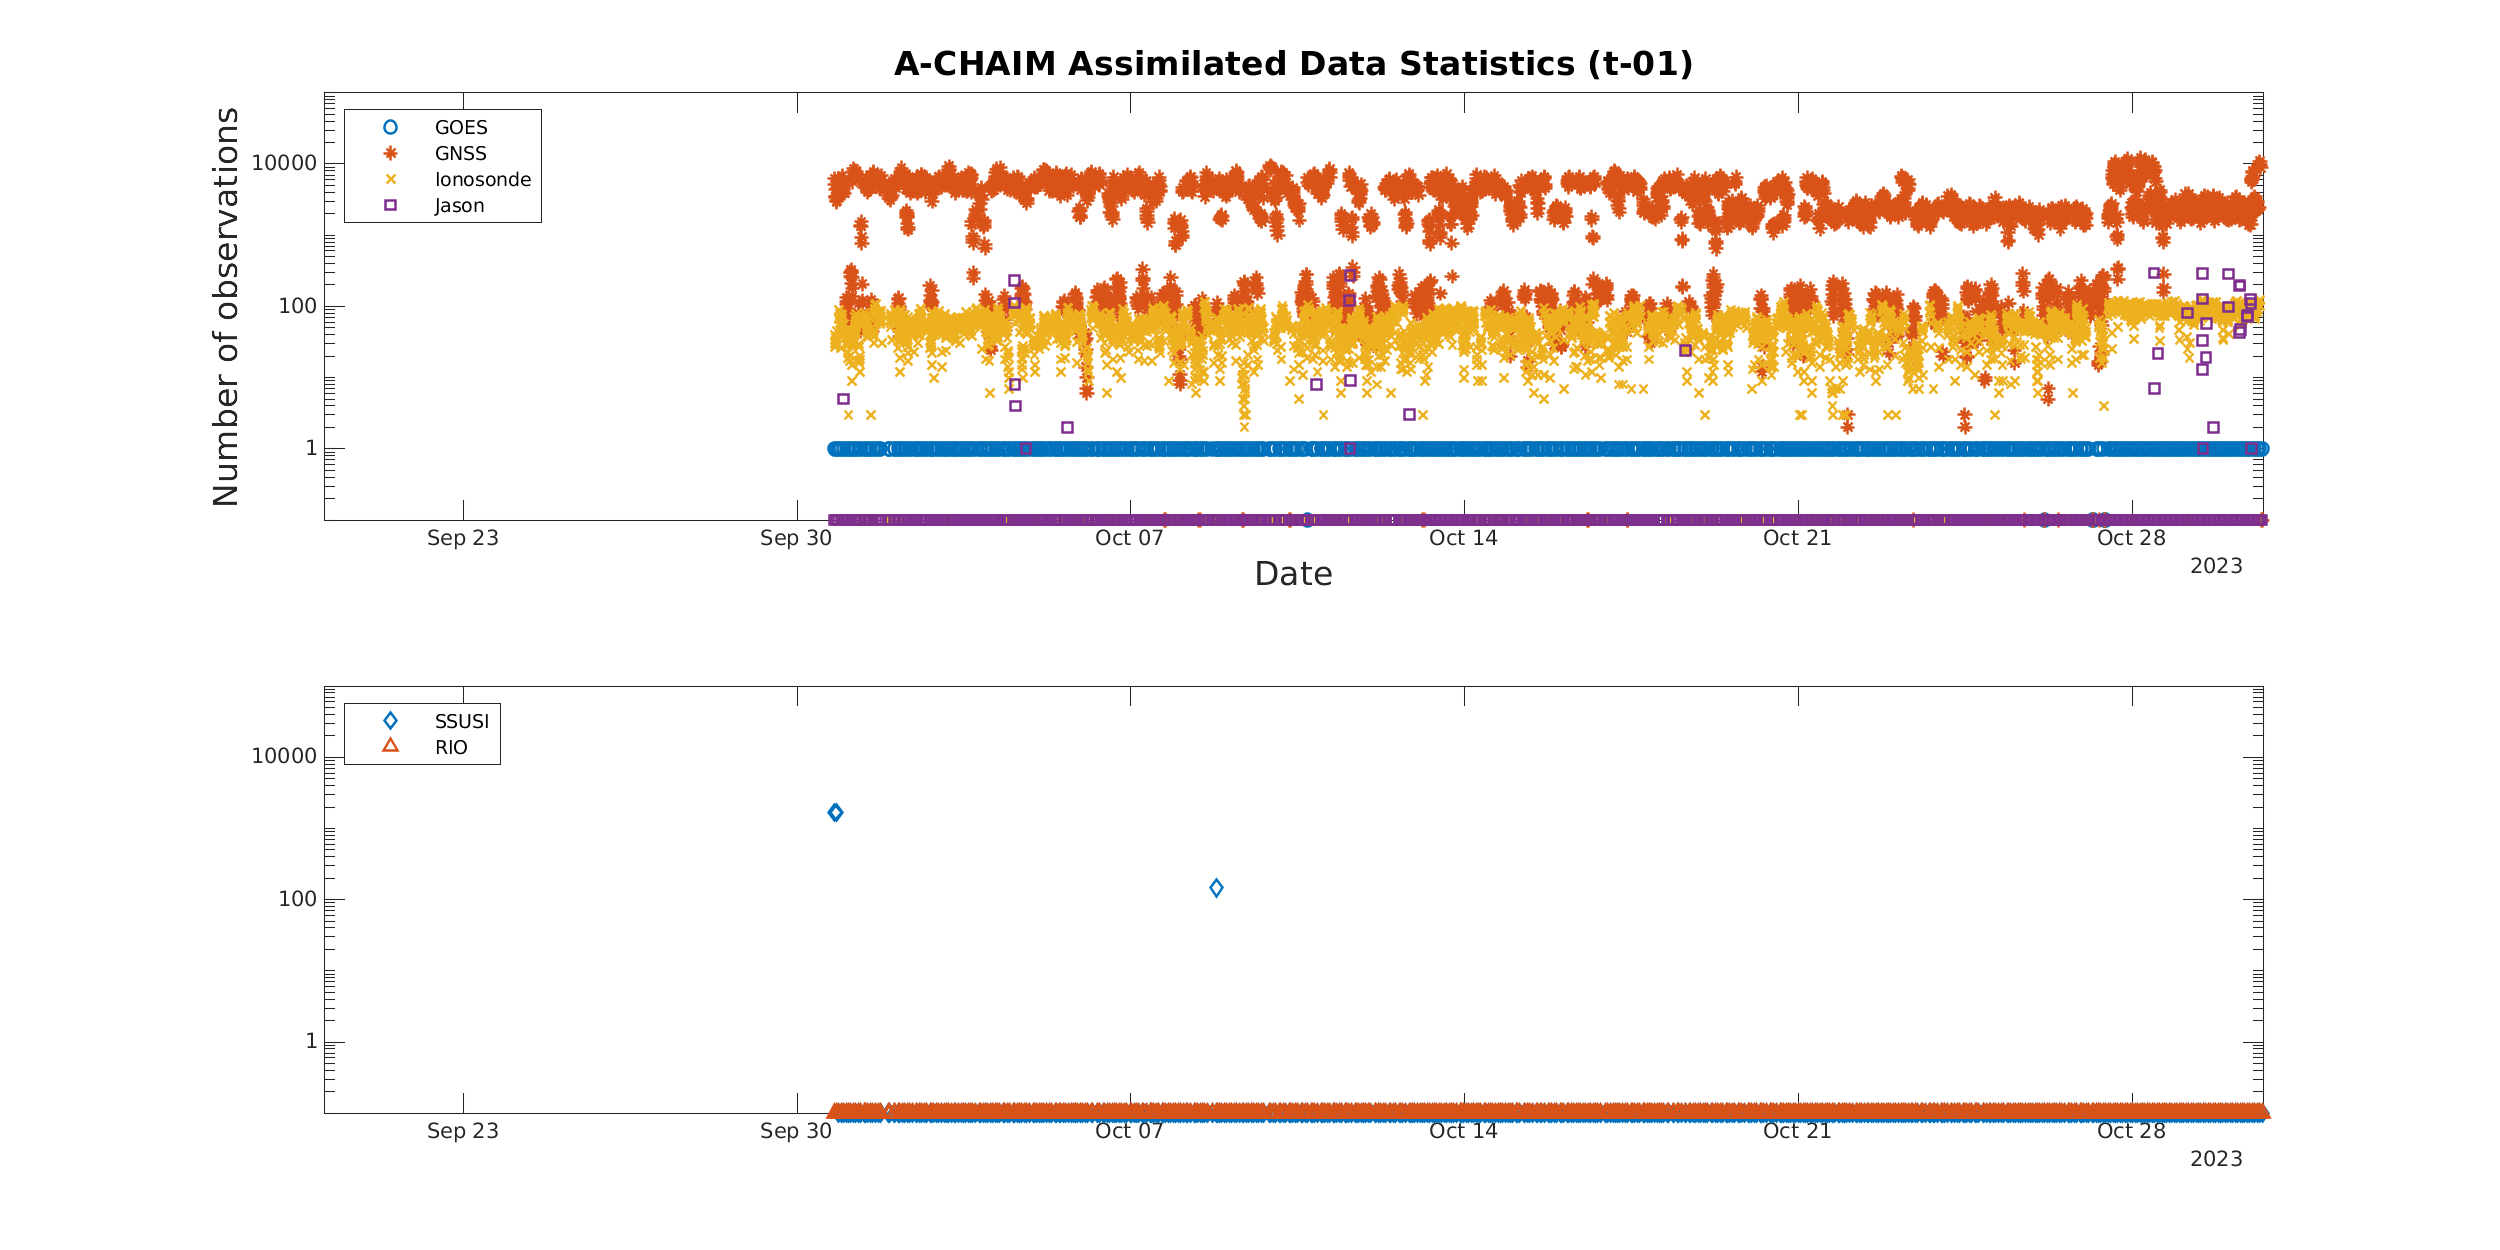 A-CHAIM Assimilated Data Statistics (t-01)
Number of observations
GOES
GNSS
Ionosonde
Jason
10000
100
1
Sep 23 Sep 30 Oct 07 Oct 14 Oct 21 Oct 28
2023
Date
SSUSI
RIO
10000
100
1
Sep 23 Sep 30 Oct 07 Oct 14 Oct 21 Oct 28
2023